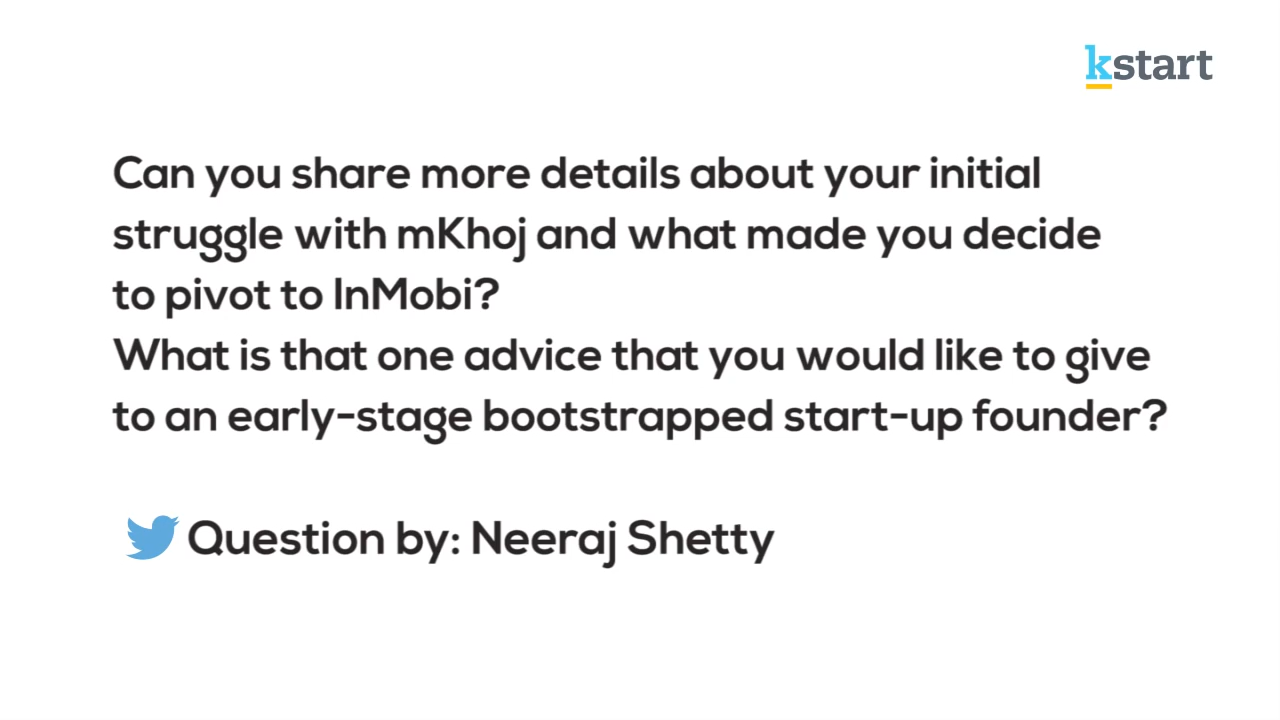 kstart
Can you share more details about your initial
struggle with mKhoj and what made you decide
to pivot to InMobi?
What is that one advice that you would like to give
to an early-stage bootstrapped start-up founder?
Question by: Neeraj Shetty